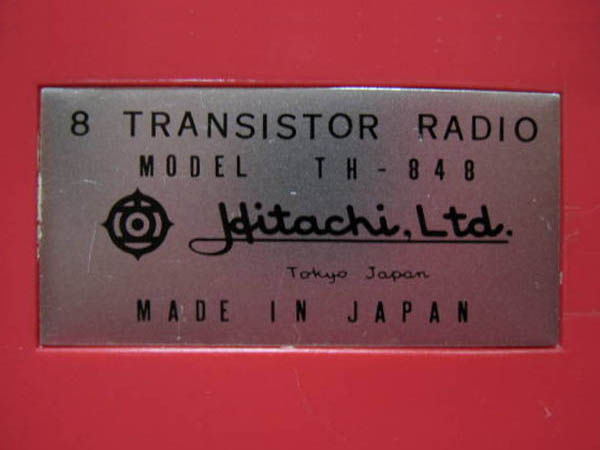 8 TRANSISTOR RADIO
MODEL TH-848
Hitachi, Ltd.
Tokyo Japan
MADE IN JAPAN